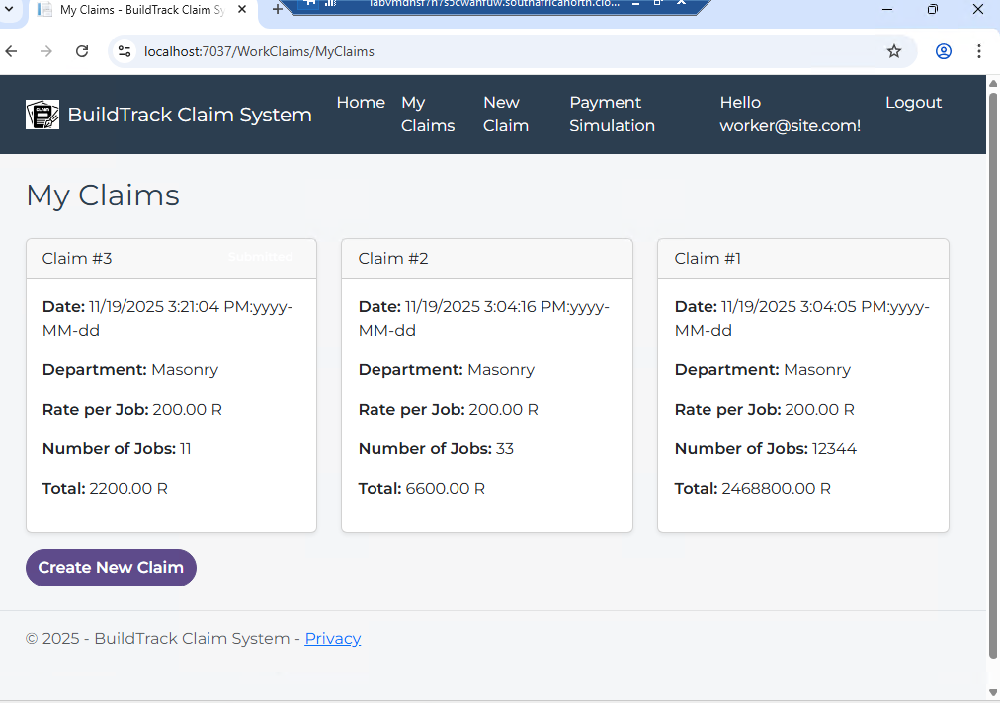 My Claims - BuildTrack Claim Sy
localhost:7037/WorkClaims/MyClaims
BuildTrack Claim System
Home
My Claims
New Claim
Payment Simulation
Hello worker@site.com!
Logout
My Claims
Claim #3
Submitted
Date: 11/19/2025 3:21:04 PM:yyyy-
MM-dd
Department: Masonry
Rate per Job: 200.00 R
Number of Jobs: 11
Total: 2200.00 R
Claim #2
Date: 11/19/2025 3:04:16 PM:yyyy-
MM-dd
Department: Masonry
Rate per Job: 200.00 R
Number of Jobs: 33
Total: 6600.00 R
Claim #1
Date: 11/19/2025 3:04:05 PM:yyyy-
MM-dd
Department: Masonry
Rate per Job: 200.00 R
Number of Jobs: 12344
Total: 2468800.00 R
Create New Claim
© 2025 - BuildTrack Claim System - Privacy